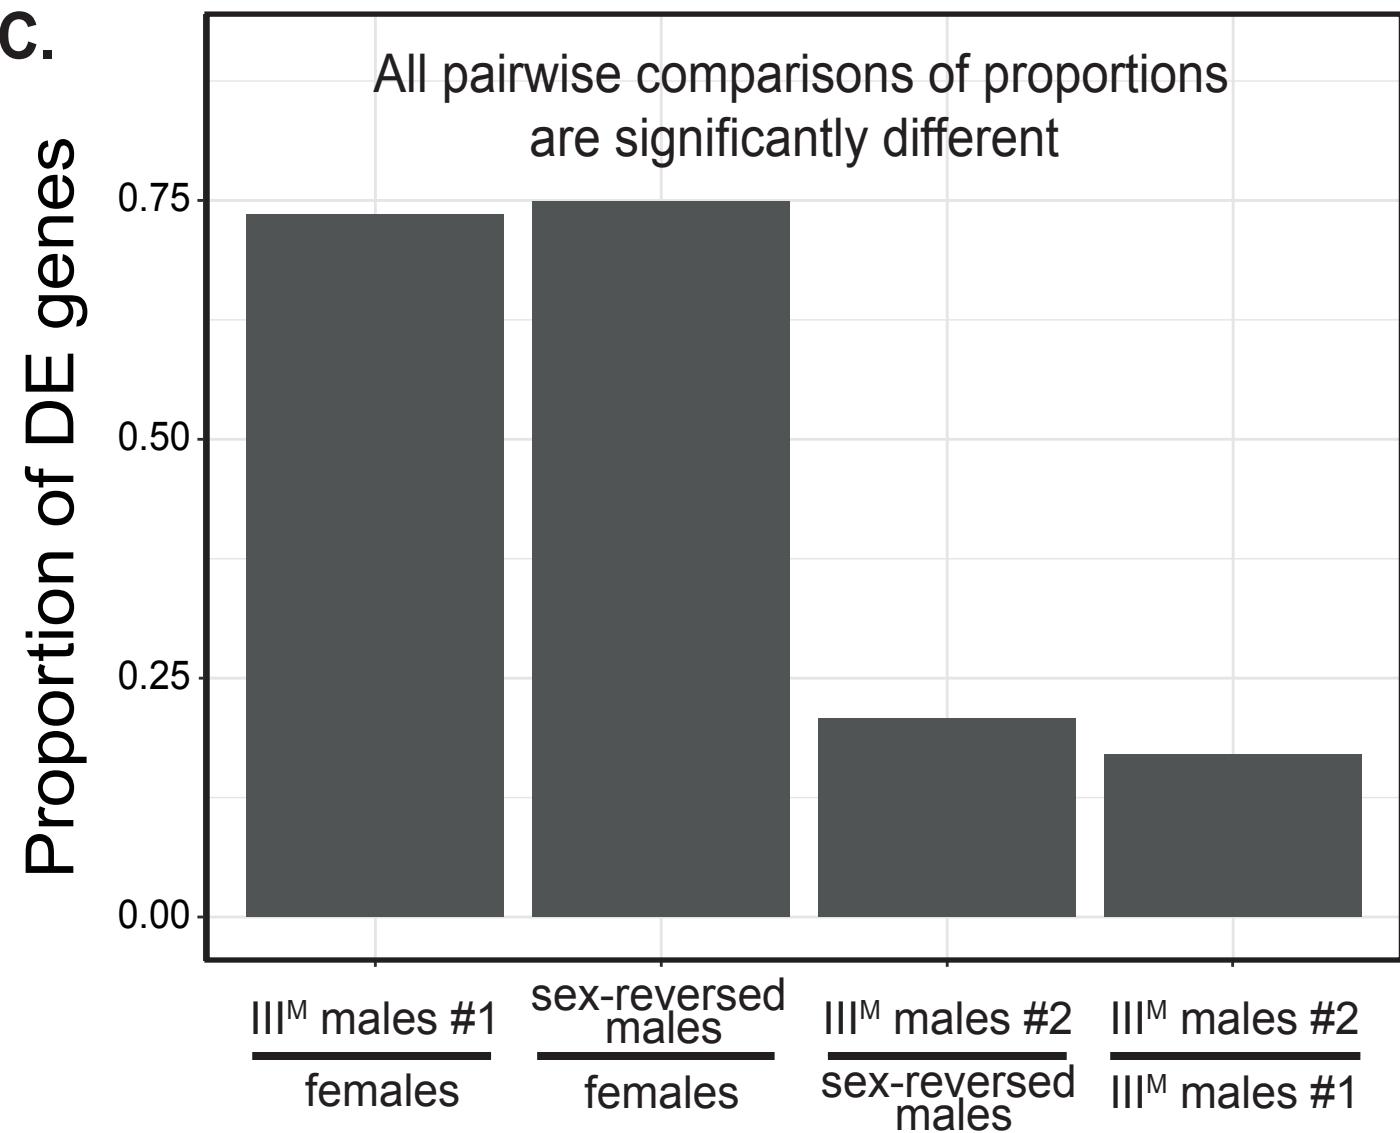 C.
All pairwise comparisons of proportions
are significantly different
Proportion of DE genes
0.75
0.50
0.25
0.00
IIIᴹ males #1
females
sex-reversed
males
females
IIIᴹ males #2
sex-reversed
males
IIIᴹ males #2
IIIᴹ males #1